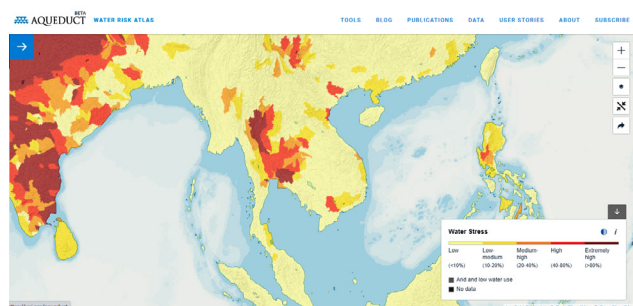 BETA
AQUEDUCT WATER RISK ATLAS TOOLS BLOG PUBLICATIONS DATA USER STORIES ABOUT SUBSCRIBE
Water Stress
Low Low-medium Medium-high High Extremely high
(<10%) (10-20%) (20-40%) (40-80%) (>80%)
Arid and low water use
No data